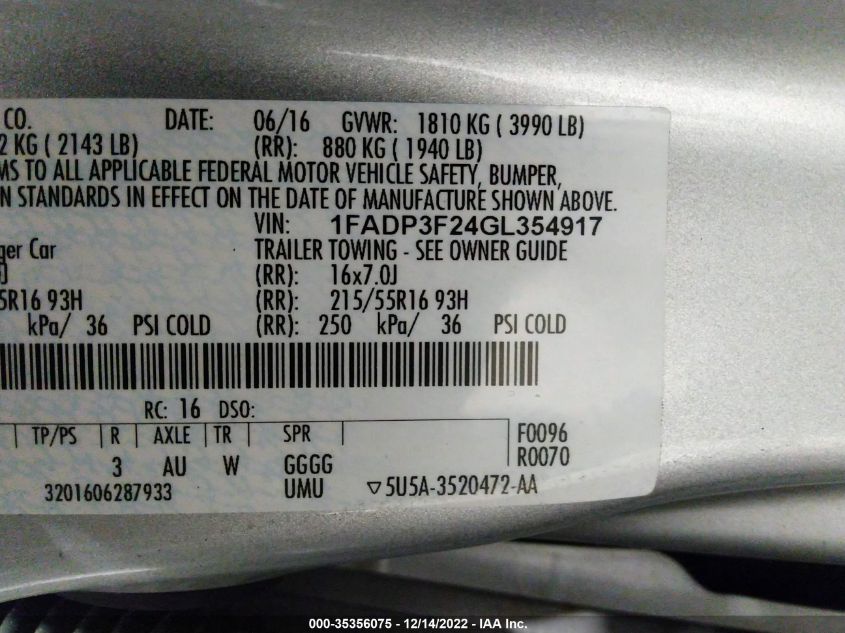 CO. DATE: 06/16 GVWR: 1810 KG ( 3990 LB)
2 KG ( 2143 LB) (RR): 880 KG ( 1940 LB)
MS TO ALL APPLICABLE FEDERAL MOTOR VEHICLE SAFETY, BUMPER,
N STANDARDS IN EFFECT ON THE DATE OF MANUFACTURE SHOWN ABOVE.
VIN: 1FADP3F24GL354917
ger Car TRAILER TOWING - SEE OWNER GUIDE
J (RR): 16x7.0J
5R16 93H (RR): 215/55R16 93H
kPa/ 36 PSI COLD (RR): 250 kPa/ 36 PSI COLD
RC: 16 DSO:
TP/PS R AXLE TR SPR F0096
3 AU W GGGG R0070
3201606287933 UMU ▽5U5A-3520472-AA
000-35356075 - 12/14/2022 - IAA Inc.